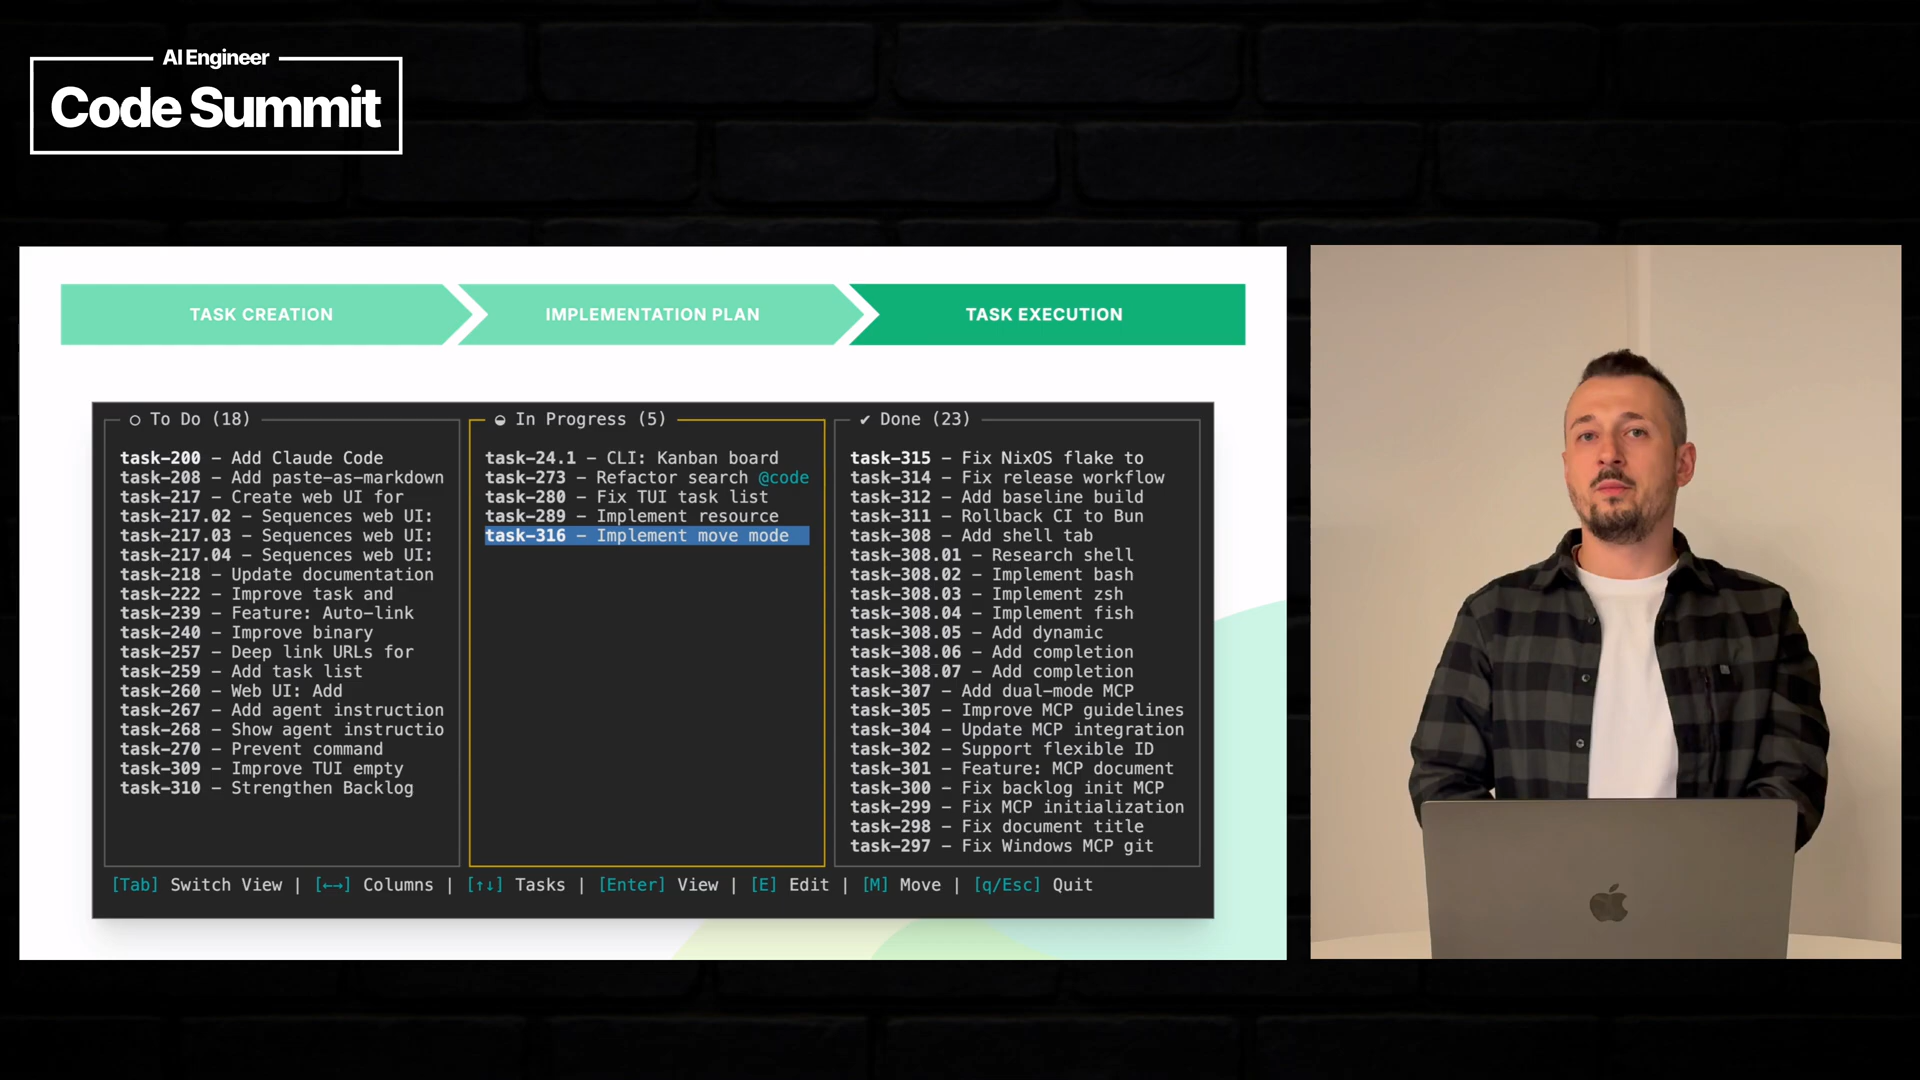 AI Engineer
Code Summit
TASK CREATION
IMPLEMENTATION PLAN
TASK EXECUTION
○ To Do (18)
task-200 - Add Claude Code
task-208 - Add paste-as-markdown
task-217 - Create web UI for
task-217.02 - Sequences web UI:
task-217.03 - Sequences web UI:
task-217.04 - Sequences web UI:
task-218 - Update documentation
task-222 - Improve task and
task-239 - Feature: Auto-link
task-240 - Improve binary
task-257 - Deep link URLs for
task-259 - Add task list
task-260 - Web UI: Add
task-267 - Add agent instruction
task-268 - Show agent instructio
task-270 - Prevent command
task-309 - Improve TUI empty
task-310 - Strengthen Backlog
◒ In Progress (5)
task-24.1 - CLI: Kanban board
task-273 - Refactor search @code
task-280 - Fix TUI task list
task-289 - Implement resource
task-316 - Implement move mode
✔ Done (23)
task-315 - Fix NixOS flake to
task-314 - Fix release workflow
task-312 - Add baseline build
task-311 - Rollback CI to Bun
task-308 - Add shell tab
task-308.01 - Research shell
task-308.02 - Implement bash
task-308.03 - Implement zsh
task-308.04 - Implement fish
task-308.05 - Add dynamic
task-308.06 - Add completion
task-308.07 - Add completion
task-307 - Add dual-mode MCP
task-305 - Improve MCP guidelines
task-304 - Update MCP integration
task-302 - Support flexible ID
task-301 - Feature: MCP document
task-300 - Fix backlog init MCP
task-299 - Fix MCP initialization
task-298 - Fix document title
task-297 - Fix Windows MCP git
[Tab] Switch View | [←→] Columns | [↑↓] Tasks | [Enter] View | [E] Edit | [M] Move | [q/Esc] Quit